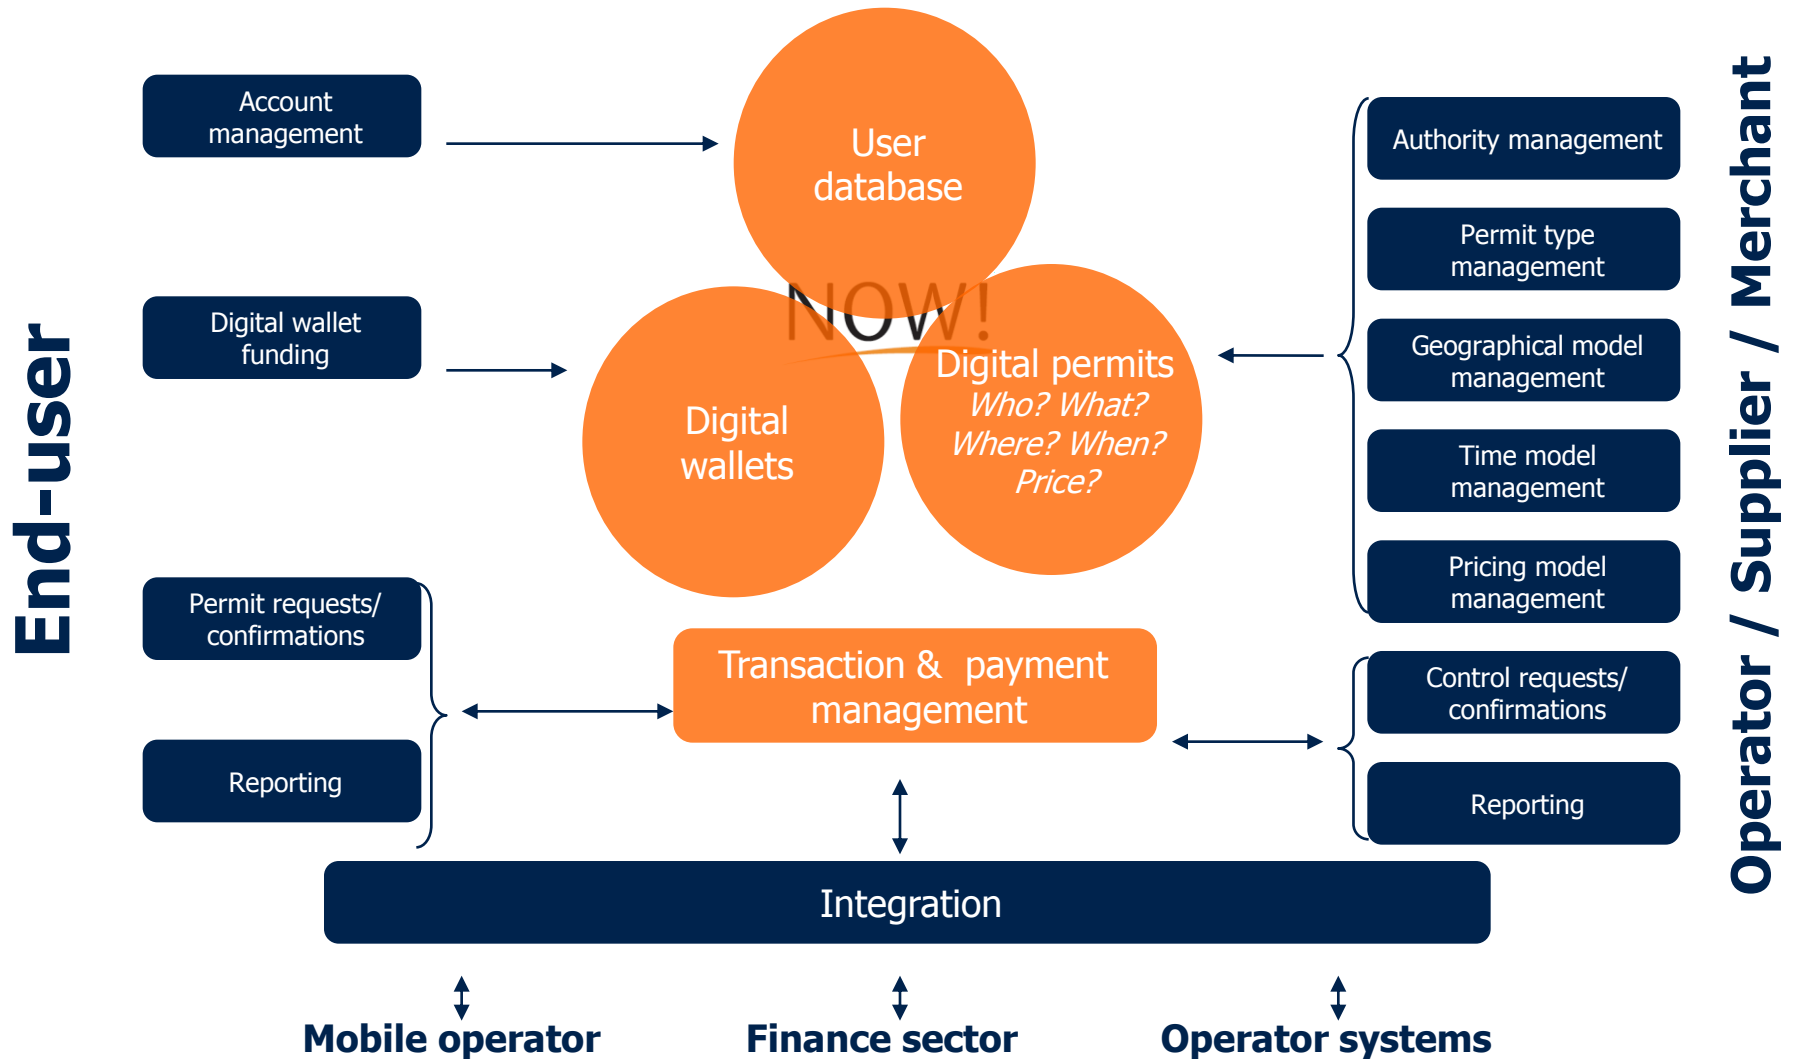 End-user
Account
management
Digital wallet
funding
Permit requests/
confirmations
Reporting
User
database
NOW!
Digital
wallets
Digital permits
Who? What?
Where? When?
Price?
Transaction & payment
management
Authority management
Permit type
management
Geographical model
management
Time model
management
Pricing model
management
Control requests/
confirmations
Reporting
Operator / Supplier / Merchant
Integration
Mobile operator
Finance sector
Operator systems